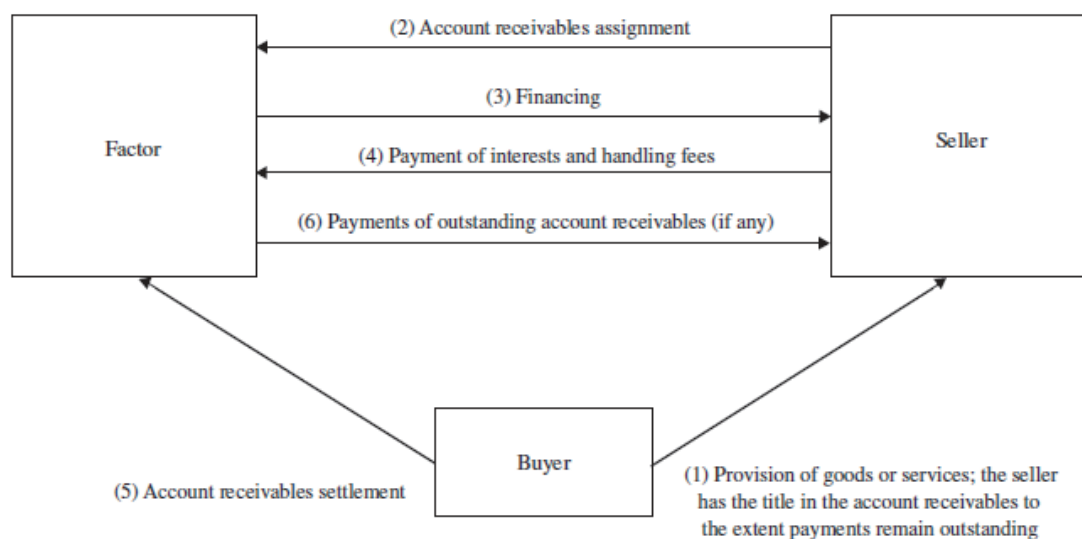 (2) Account receivables assignment
(3) Financing
Factor
Seller
(4) Payment of interests and handling fees
(6) Payments of outstanding account receivables (if any)
Buyer
(5) Account receivables settlement
(1) Provision of goods or services; the seller
has the title in the account receivables to
the extent payments remain outstanding